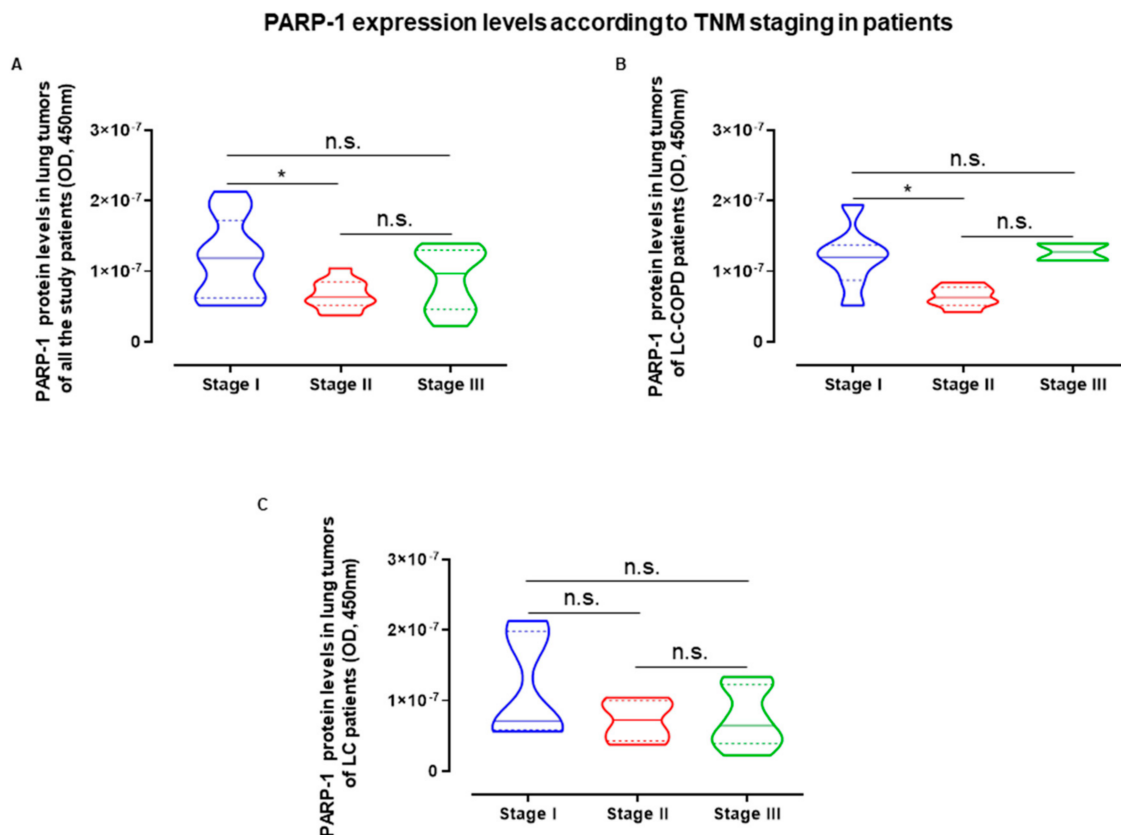 PARP-1 expression levels according to TNM staging in patients
A
PARP-1 protein levels in lung tumors
of all the study patients (OD, 450nm)
3×10⁻⁷
2×10⁻⁷
1×10⁻⁷
0
n.s.
*
n.s.
Stage I
Stage II
Stage III
B
PARP-1 protein levels in lung tumors
of LC-COPD patients (OD, 450nm)
3×10⁻⁷
2×10⁻⁷
1×10⁻⁷
0
n.s.
*
n.s.
Stage I
Stage II
Stage III
C
PARP-1 protein levels in lung tumors
of LC patients (OD, 450nm)
3×10⁻⁷
2×10⁻⁷
1×10⁻⁷
0
n.s.
n.s.
n.s.
Stage I
Stage II
Stage III